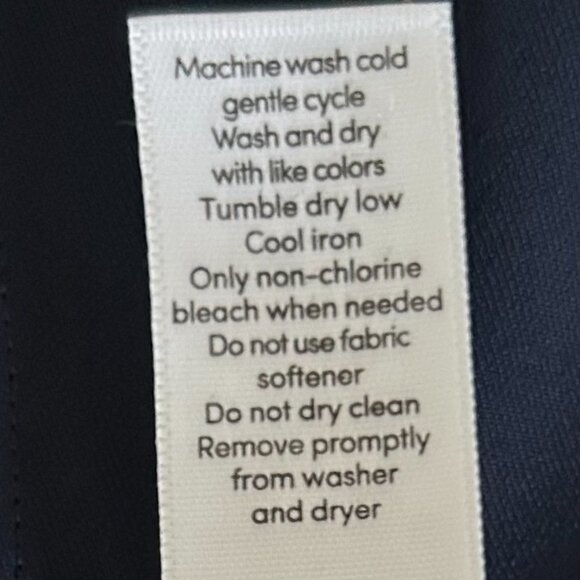 Machine wash cold
gentle cycle
Wash and dry
with like colors
Tumble dry low
Cool iron
Only non-chlorine
bleach when needed
Do not use fabric
softener
Do not dry clean
Remove promptly
from washer
and dryer